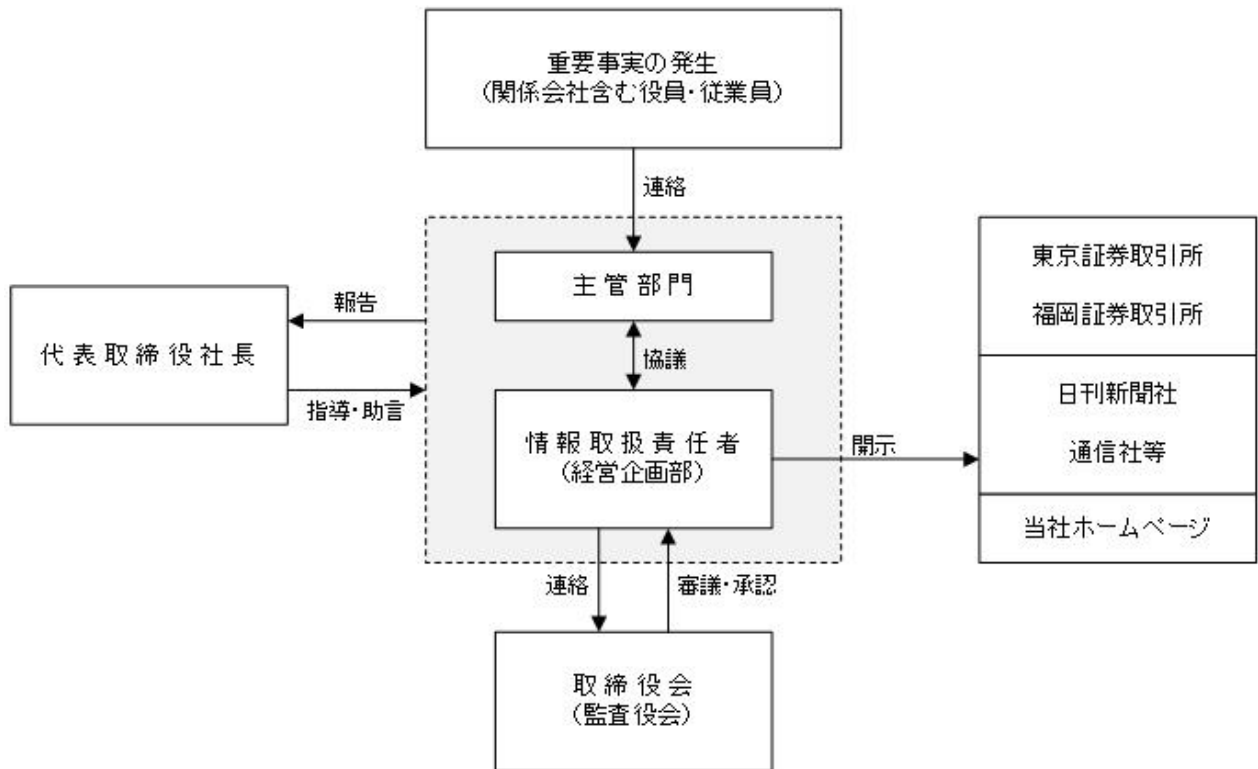 重要事実の発生
(関係会社含む役員・従業員)
連絡
主管部門
協議
報告
代表取締役社長
指導・助言
情報取扱責任者
(経営企画部)
開示
東京証券取引所
福岡証券取引所
日刊新聞社
通信社等
当社ホームページ
連絡
審議・承認
取締役会
(監査役会)